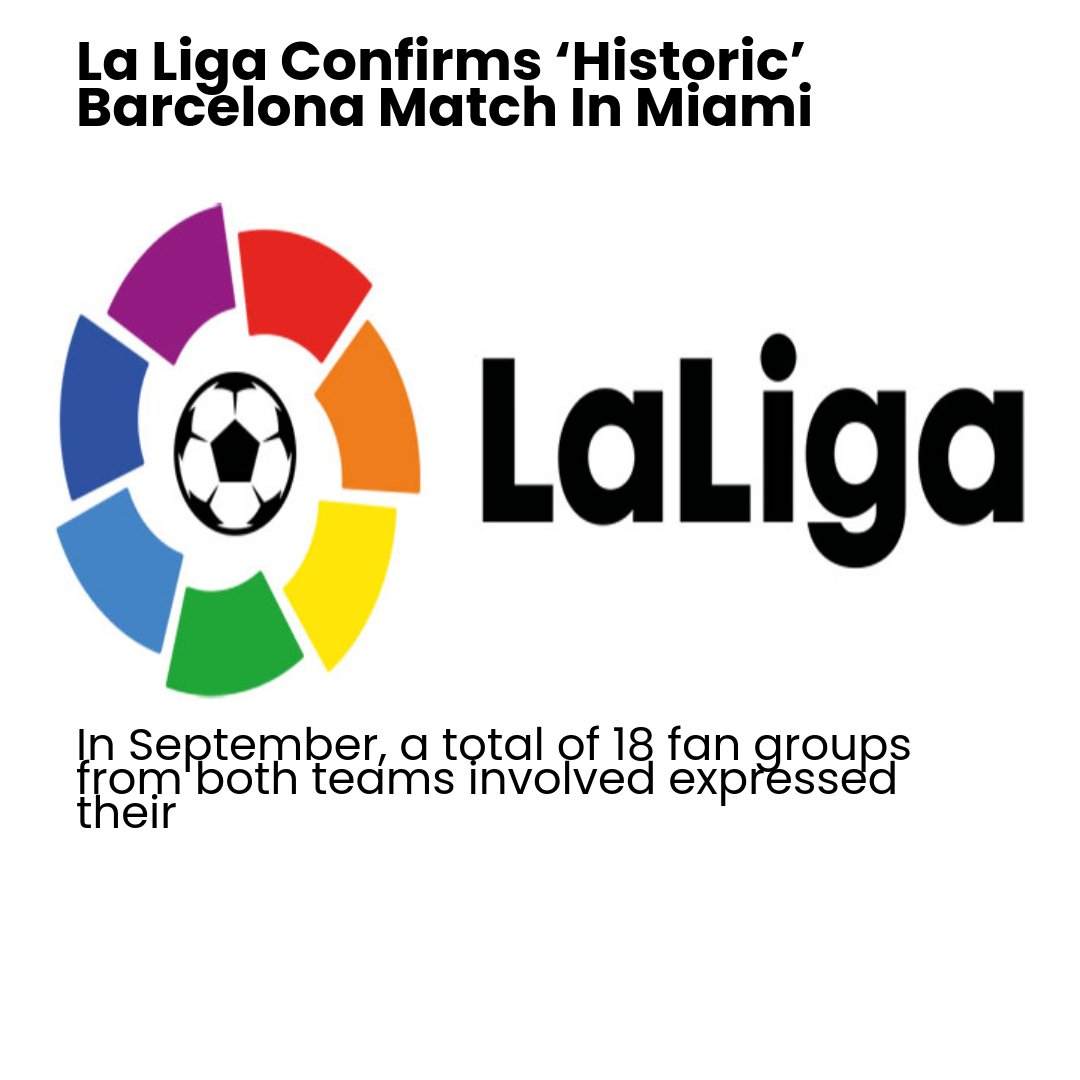 La Liga Confirms ‘Historic’
Barcelona Match In Miami
LaLiga
In September, a total of 18 fan groups
from both teams involved expressed
their